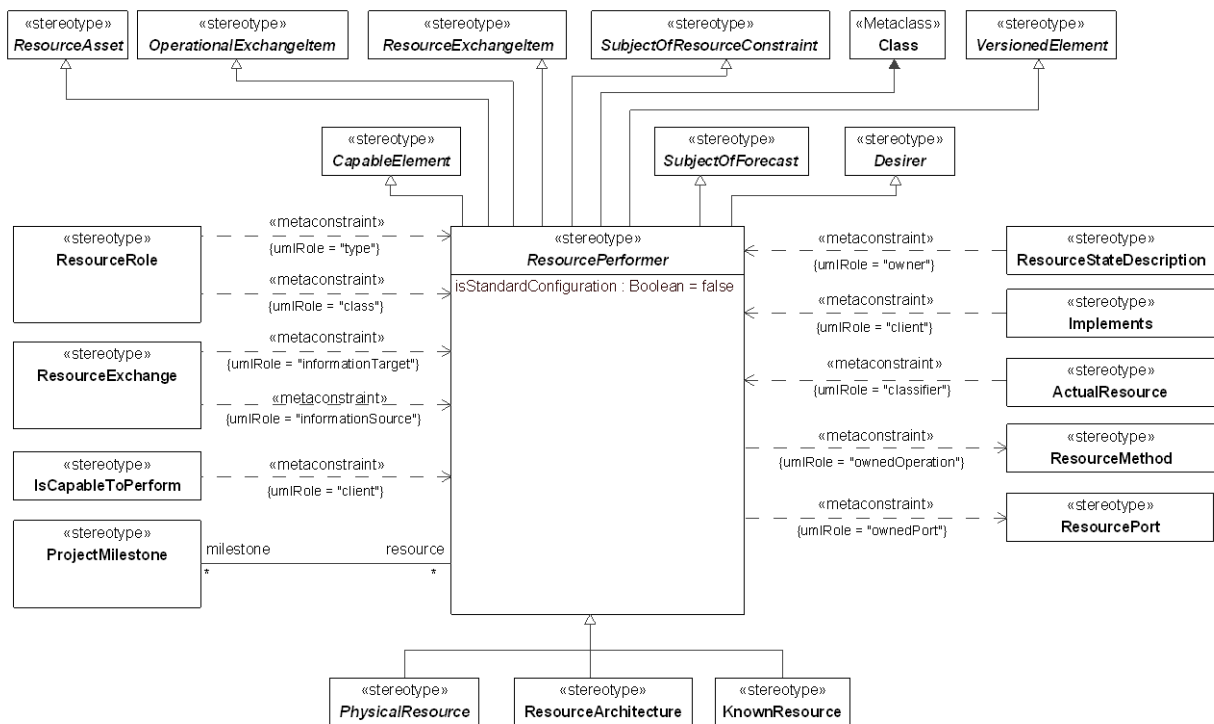 «stereotype»
ResourceAsset
«stereotype»
OperationalExchangeItem
«stereotype»
ResourceExchangeItem
«stereotype»
SubjectOfResourceConstraint
«Metaclass»
Class
«stereotype»
VersionedElement
«stereotype»
CapableElement
«stereotype»
SubjectOfForecast
«stereotype»
Desirer
«stereotype»
ResourceRole
«metaconstraint»
{umlRole = "type"}
«metaconstraint»
{umlRole = "class"}
«stereotype»
ResourceExchange
«metaconstraint»
{umlRole = "informationTarget"}
«metaconstraint»
{umlRole = "informationSource"}
«stereotype»
IsCapableToPerform
«metaconstraint»
{umlRole = "client"}
«stereotype»
ProjectMilestone
milestone
resource
*
*
«stereotype»
ResourcePerformer
isStandardConfiguration : Boolean = false
«metaconstraint»
{umlRole = "owner"}
«stereotype»
ResourceStateDescription
«metaconstraint»
{umlRole = "client"}
«stereotype»
Implements
«metaconstraint»
{umlRole = "classifier"}
«stereotype»
ActualResource
«metaconstraint»
{umlRole = "ownedOperation"}
«stereotype»
ResourceMethod
«metaconstraint»
{umlRole = "ownedPort"}
«stereotype»
ResourcePort
«stereotype»
PhysicalResource
«stereotype»
ResourceArchitecture
«stereotype»
KnownResource